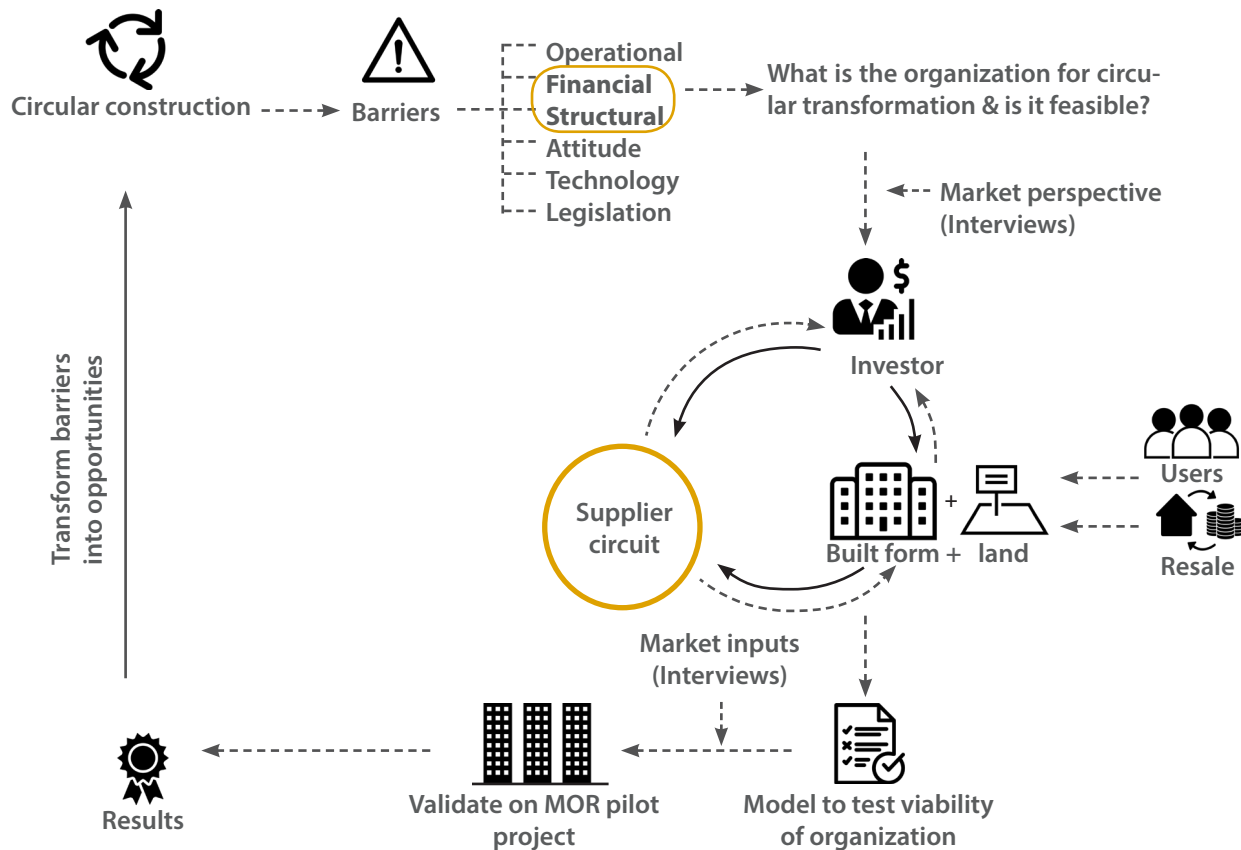 Circular construction
Barriers
Operational
Financial
Structural
Attitude
Technology
Legislation
What is the organization for circu-
lar transformation & is it feasible?
Market perspective
(Interviews)
$
Investor
Supplier
circuit
+
Built form + land
Users
Resale
Transform barriers
into opportunities
Market inputs
(Interviews)
Results
Validate on MOR pilot
project
Model to test viability
of organization